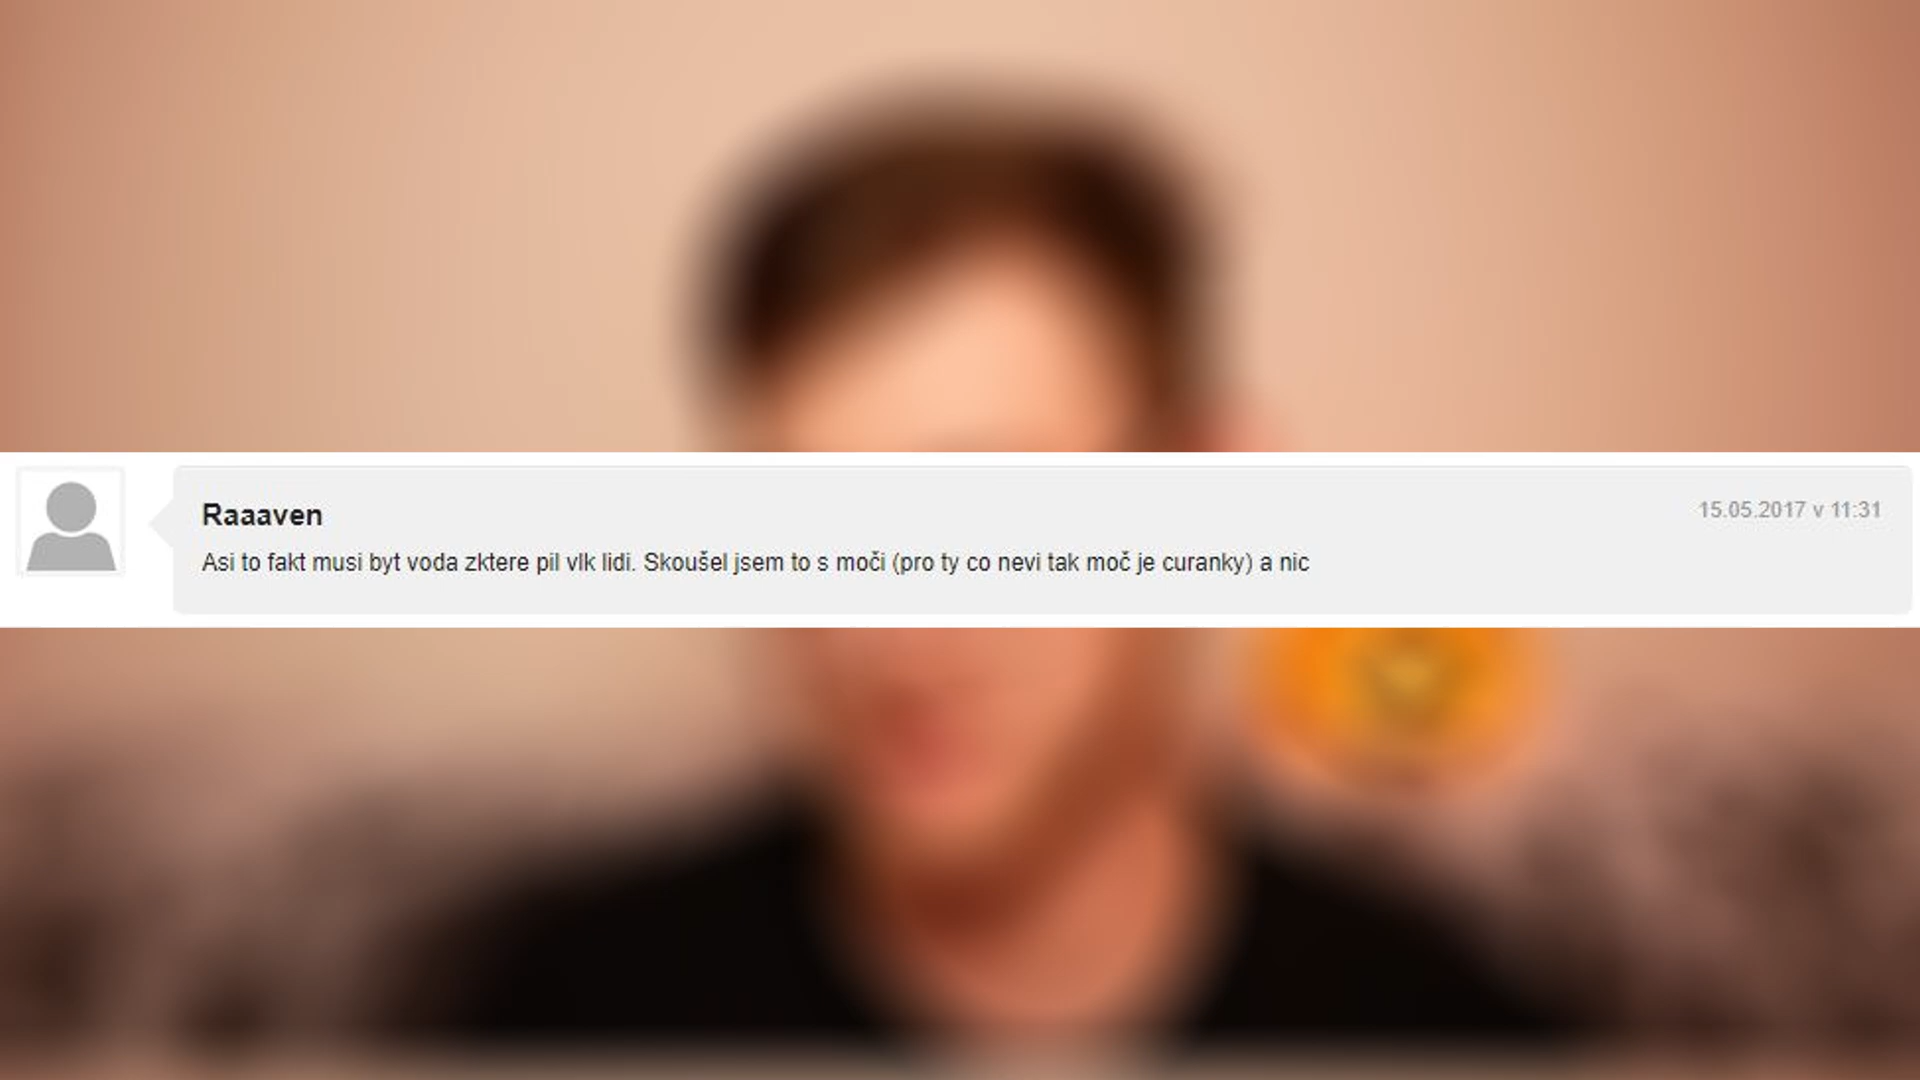 Raaaven
15.05.2017 v 11:31
Asi to fakt musi byt voda zktere pil vlk lidi. Skoušel jsem to s moči (pro ty co nevi tak moč je curanky) a nic